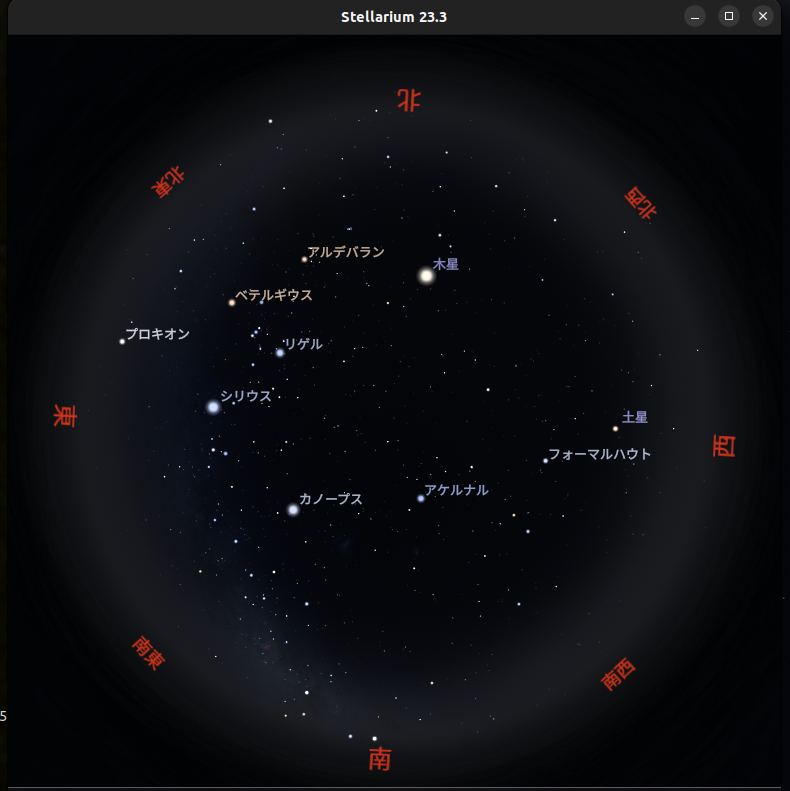 Stellarium 23.3
北
北東
北西
アルデバラン
木星
ベテルギウス
プロキオン
リゲル
シリウス
東
土星
西
フォーマルハウト
アケルナル
カノープス
南東
南西
5
南